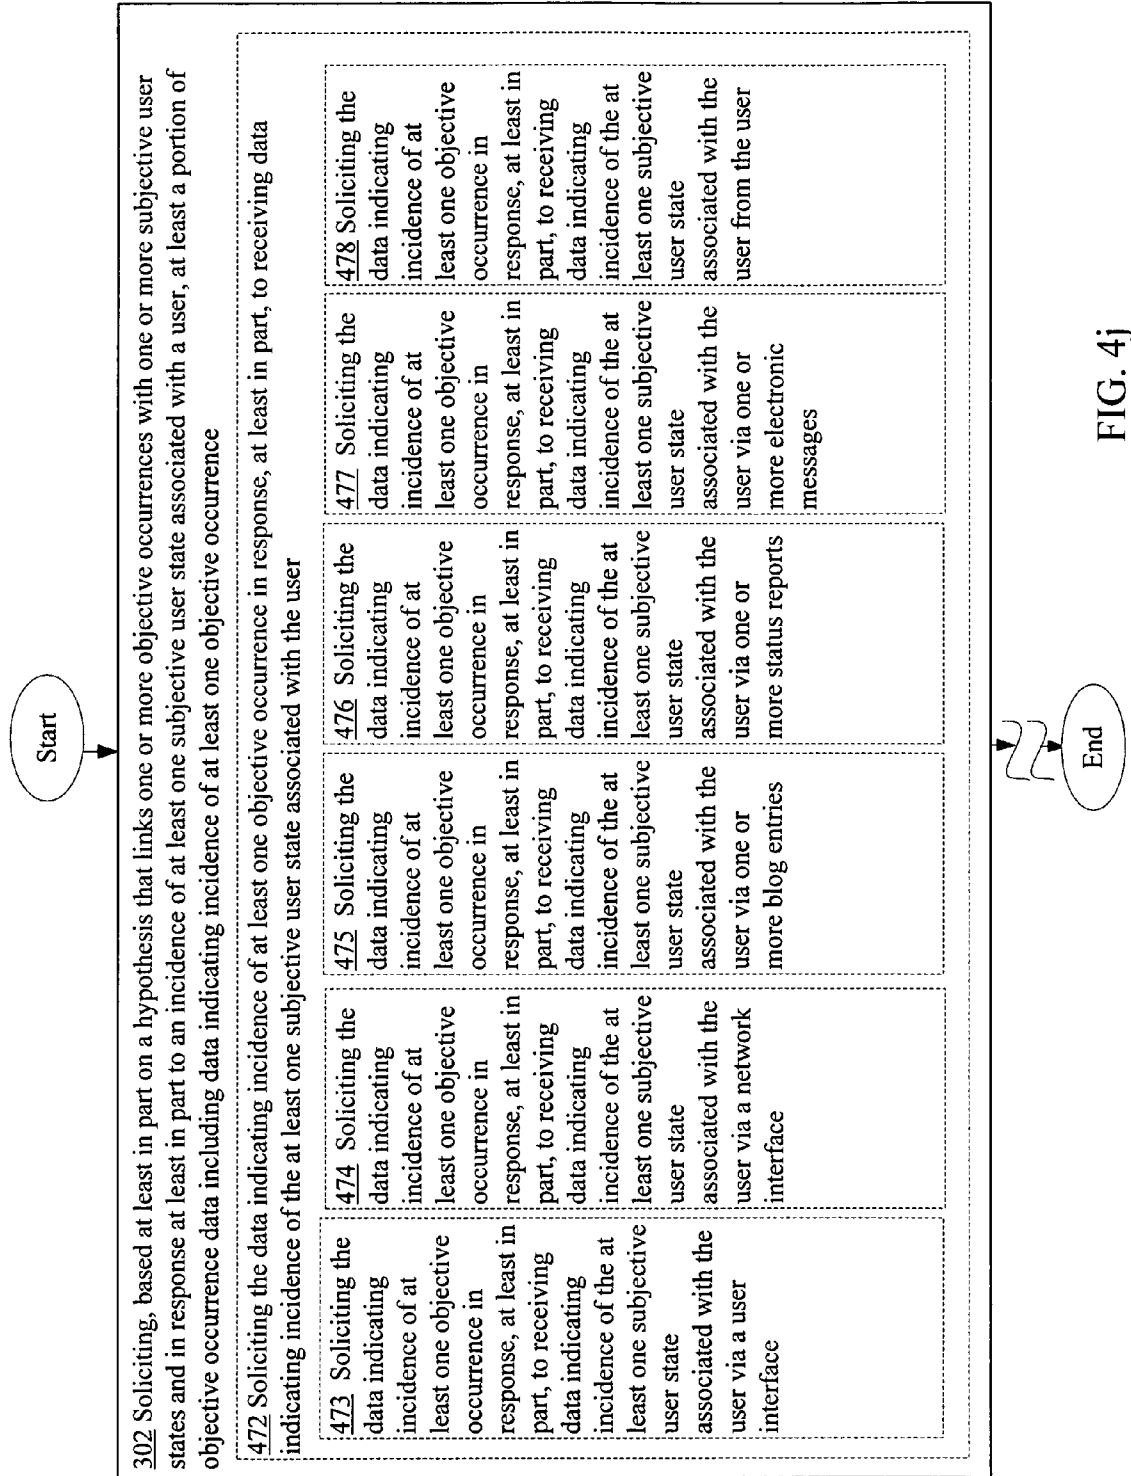 Start
302 Soliciting, based at least in part on a hypothesis that links one or more objective occurrences with one or more subjective user
states and in response at least in part to an incidence of at least one subjective user state associated with a user, at least a portion of
objective occurrence data including data indicating incidence of at least one objective occurrence
472 Soliciting the data indicating incidence of at least one objective occurrence in response, at least in part, to receiving data
indicating incidence of the at least one subjective user state associated with the user
473 Soliciting the
data indicating
incidence of at
least one objective
occurrence in
response, at least in
part, to receiving
data indicating
incidence of the at
least one subjective
user state
associated with the
user via a user
interface
474 Soliciting the
data indicating
incidence of at
least one objective
occurrence in
response, at least in
part, to receiving
data indicating
incidence of the at
least one subjective
user state
associated with the
user via a network
interface
475 Soliciting the
data indicating
incidence of at
least one objective
occurrence in
response, at least in
part, to receiving
data indicating
incidence of the at
least one subjective
user state
associated with the
user via one or
more blog entries
476 Soliciting the
data indicating
incidence of at
least one objective
occurrence in
response, at least in
part, to receiving
data indicating
incidence of the at
least one subjective
user state
associated with the
user via one or
more status reports
477 Soliciting the
data indicating
incidence of at
least one objective
occurrence in
response, at least in
part, to receiving
data indicating
incidence of the at
least one subjective
user state
associated with the
user via one or
more electronic
messages
478 Soliciting the
data indicating
incidence of at
least one objective
occurrence in
response, at least in
part, to receiving
data indicating
incidence of the at
least one subjective
user state
associated with the
user from the user
End
FIG. 4j